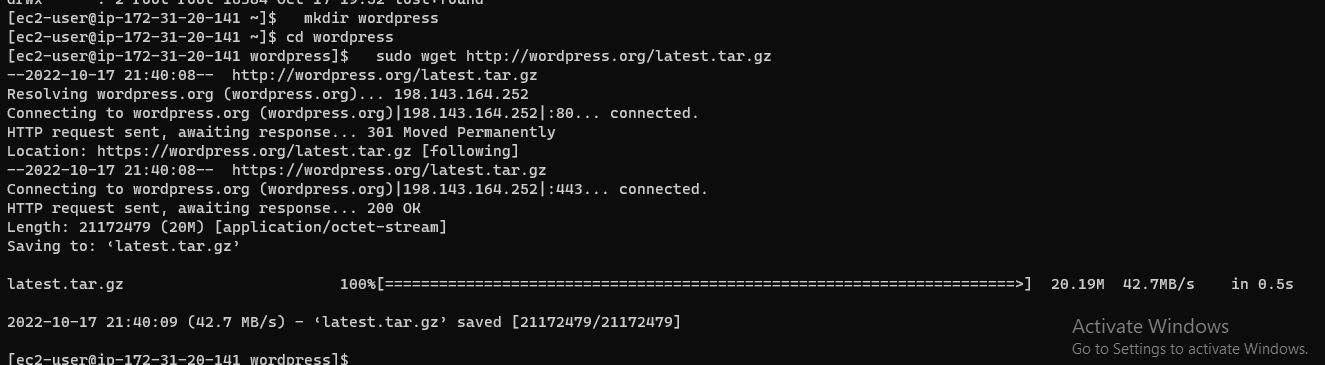 drwx------. 2 root root 16384 Oct 17 19:32 lost+found
[ec2-user@ip-172-31-20-141 ~]$   mkdir wordpress
[ec2-user@ip-172-31-20-141 ~]$ cd wordpress
[ec2-user@ip-172-31-20-141 wordpress]$   sudo wget http://wordpress.org/latest.tar.gz
--2022-10-17 21:40:08--  http://wordpress.org/latest.tar.gz
Resolving wordpress.org (wordpress.org)... 198.143.164.252
Connecting to wordpress.org (wordpress.org)|198.143.164.252|:80... connected.
HTTP request sent, awaiting response... 301 Moved Permanently
Location: https://wordpress.org/latest.tar.gz [following]
--2022-10-17 21:40:08--  https://wordpress.org/latest.tar.gz
Connecting to wordpress.org (wordpress.org)|198.143.164.252|:443... connected.
HTTP request sent, awaiting response... 200 OK
Length: 21172479 (20M) [application/octet-stream]
Saving to: ‘latest.tar.gz’
latest.tar.gz                        100%[======================================================================>]  20.19M  42.7MB/s    in 0.5s
2022-10-17 21:40:09 (42.7 MB/s) - ‘latest.tar.gz’ saved [21172479/21172479]
[ec2-user@ip-172-31-20-141 wordpress]$
Activate Windows
Go to Settings to activate Windows.